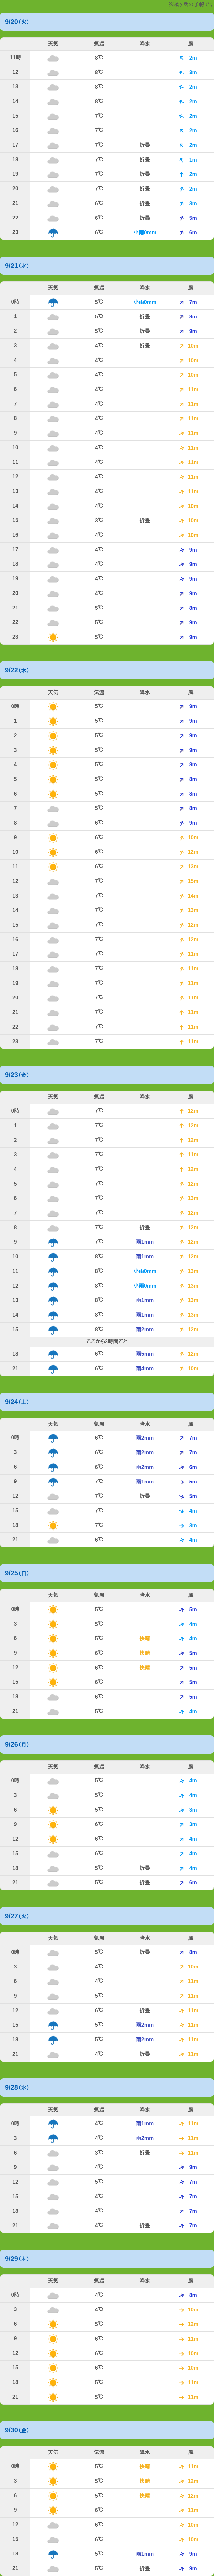 9/20(火)
天気 気温 降水 風
11時 8℃ 2m
12 8℃ 3m
13 8℃ 2m
14 8℃ 2m
15 7℃ 2m
16 7℃ 2m
17 7℃ 折畳 2m
18 7℃ 折畳 1m
19 7℃ 折畳 2m
20 7℃ 折畳 2m
21 6℃ 折畳 3m
22 6℃ 折畳 5m
23 6℃ 小雨0mm 6m
9/21(水)
天気 気温 降水 風
0時 5℃ 小雨0mm 7m
1 5℃ 折畳 8m
2 5℃ 折畳 9m
3 4℃ 折畳 10m
4 4℃ 10m
5 4℃ 10m
6 4℃ 11m
7 4℃ 11m
8 4℃ 11m
9 4℃ 11m
10 4℃ 11m
11 4℃ 11m
12 4℃ 11m
13 4℃ 11m
14 4℃ 10m
15 3℃ 折畳 10m
16 4℃ 10m
17 4℃ 9m
18 4℃ 9m
19 4℃ 9m
20 4℃ 9m
21 5℃ 8m
22 5℃ 9m
23 5℃ 9m
9/22(木)
天気 気温 降水 風
0時 5℃ 9m
1 5℃ 9m
2 5℃ 9m
3 5℃ 9m
4 5℃ 8m
5 5℃ 8m
6 5℃ 8m
7 5℃ 8m
8 6℃ 9m
9 6℃ 10m
10 6℃ 12m
11 6℃ 13m
12 7℃ 15m
13 7℃ 14m
14 7℃ 13m
15 7℃ 12m
16 7℃ 12m
17 7℃ 11m
18 7℃ 11m
19 7℃ 11m
20 7℃ 11m
21 7℃ 11m
22 7℃ 11m
23 7℃ 11m
9/23(金)
天気 気温 降水 風
0時 7℃ 12m
1 7℃ 12m
2 7℃ 12m
3 7℃ 11m
4 7℃ 12m
5 7℃ 12m
6 7℃ 13m
7 7℃ 12m
8 7℃ 折畳 12m
9 7℃ 雨1mm 12m
10 8℃ 雨1mm 12m
11 8℃ 小雨0mm 13m
12 8℃ 小雨0mm 13m
13 8℃ 雨1mm 13m
14 8℃ 雨1mm 13m
15 8℃ 雨2mm 12m
ここから3時間ごと
18 7℃ 雨5mm 12m
21 6℃ 雨4mm 10m
9/24(土)
天気 気温 降水 風
0時 6℃ 雨2mm 7m
3 6℃ 雨2mm 7m
6 6℃ 雨2mm 6m
9 7℃ 雨1mm 5m
12 7℃ 折畳 5m
15 7℃ 4m
18 7℃ 3m
21 6℃ 4m
9/25(日)
天気 気温 降水 風
0時 5℃ 5m
3 5℃ 4m
6 5℃ 快晴 4m
9 6℃ 快晴 5m
12 6℃ 快晴 5m
15 6℃ 5m
18 6℃ 5m
21 5℃ 4m
9/26(月)
天気 気温 降水 風
0時 5℃ 4m
3 5℃ 4m
6 5℃ 3m
9 6℃ 3m
12 6℃ 4m
15 6℃ 4m
18 5℃ 折畳 4m
21 5℃ 折畳 6m
9/27(火)
天気 気温 降水 風
0時 5℃ 折畳 8m
3 4℃ 10m
6 4℃ 11m
9 5℃ 11m
12 6℃ 折畳 11m
15 5℃ 雨2mm 11m
18 5℃ 雨2mm 11m
21 4℃ 折畳 11m
9/28(水)
天気 気温 降水 風
0時 4℃ 雨1mm 11m
3 4℃ 雨2mm 11m
6 3℃ 折畳 11m
9 4℃ 9m
12 5℃ 7m
15 4℃ 7m
18 4℃ 7m
21 4℃ 折畳 7m
9/29(木)
天気 気温 降水 風
0時 4℃ 8m
3 4℃ 10m
6 5℃ 12m
9 6℃ 11m
12 6℃ 10m
15 6℃ 10m
18 5℃ 11m
21 5℃ 11m
9/30(金)
天気 気温 降水 風
0時 5℃ 快晴 11m
3 5℃ 快晴 12m
6 5℃ 快晴 12m
9 6℃ 11m
12 6℃ 10m
15 6℃ 10m
18 5℃ 雨1mm 9m
21 5℃ 折畳 9m